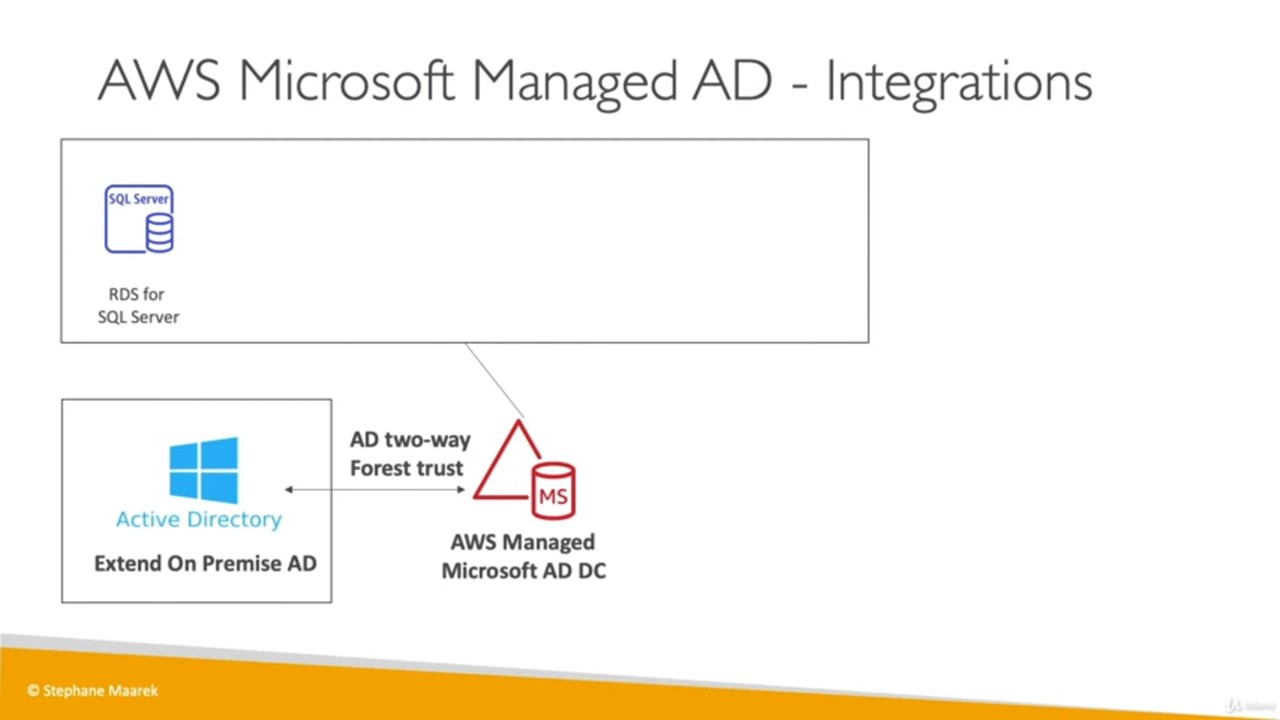 AWS Microsoft Managed AD - Integrations
SQL Server
RDS for
SQL Server
AD two-way
Forest trust
MS
Active Directory
Extend On Premise AD
AWS Managed
Microsoft AD DC
© Stephane Maarek
Udemy